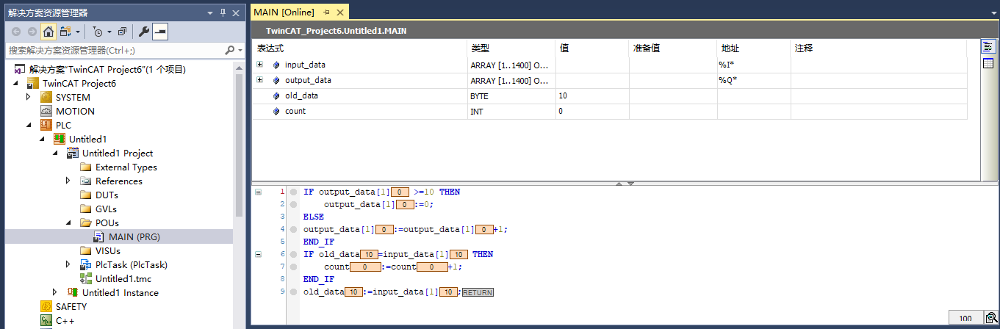 解决方案资源管理器
搜索解决方案资源管理器(Ctrl+;)
解决方案"TwinCAT Project6"(1 个项目)
TwinCAT Project6
SYSTEM
MOTION
PLC
Untitled1
Untitled1 Project
External Types
References
DUTs
GVLs
POUs
MAIN (PRG)
VISUs
PlcTask (PlcTask)
Untitled1.tmc
Untitled1 Instance
SAFETY
C++
MAIN [Online]
TwinCAT_Project6.Untitled1.MAIN
表达式 类型 值 准备值 地址 注释
input_data ARRAY [1..1400] O... %I*
output_data ARRAY [1..1400] O... %Q*
old_data BYTE 10
count INT 0
1 IF output_data[1] 0 >=10 THEN
2 output_data[1] 0 :=0;
3 ELSE
4 output_data[1] 0 :=output_data[1] 0 +1;
5 END_IF
6 IF old_data 10 =input_data[1] 10 THEN
7 count 0 :=count 0 +1;
8 END_IF
9 old_data 10 :=input_data[1] 10 ;RETURN
100